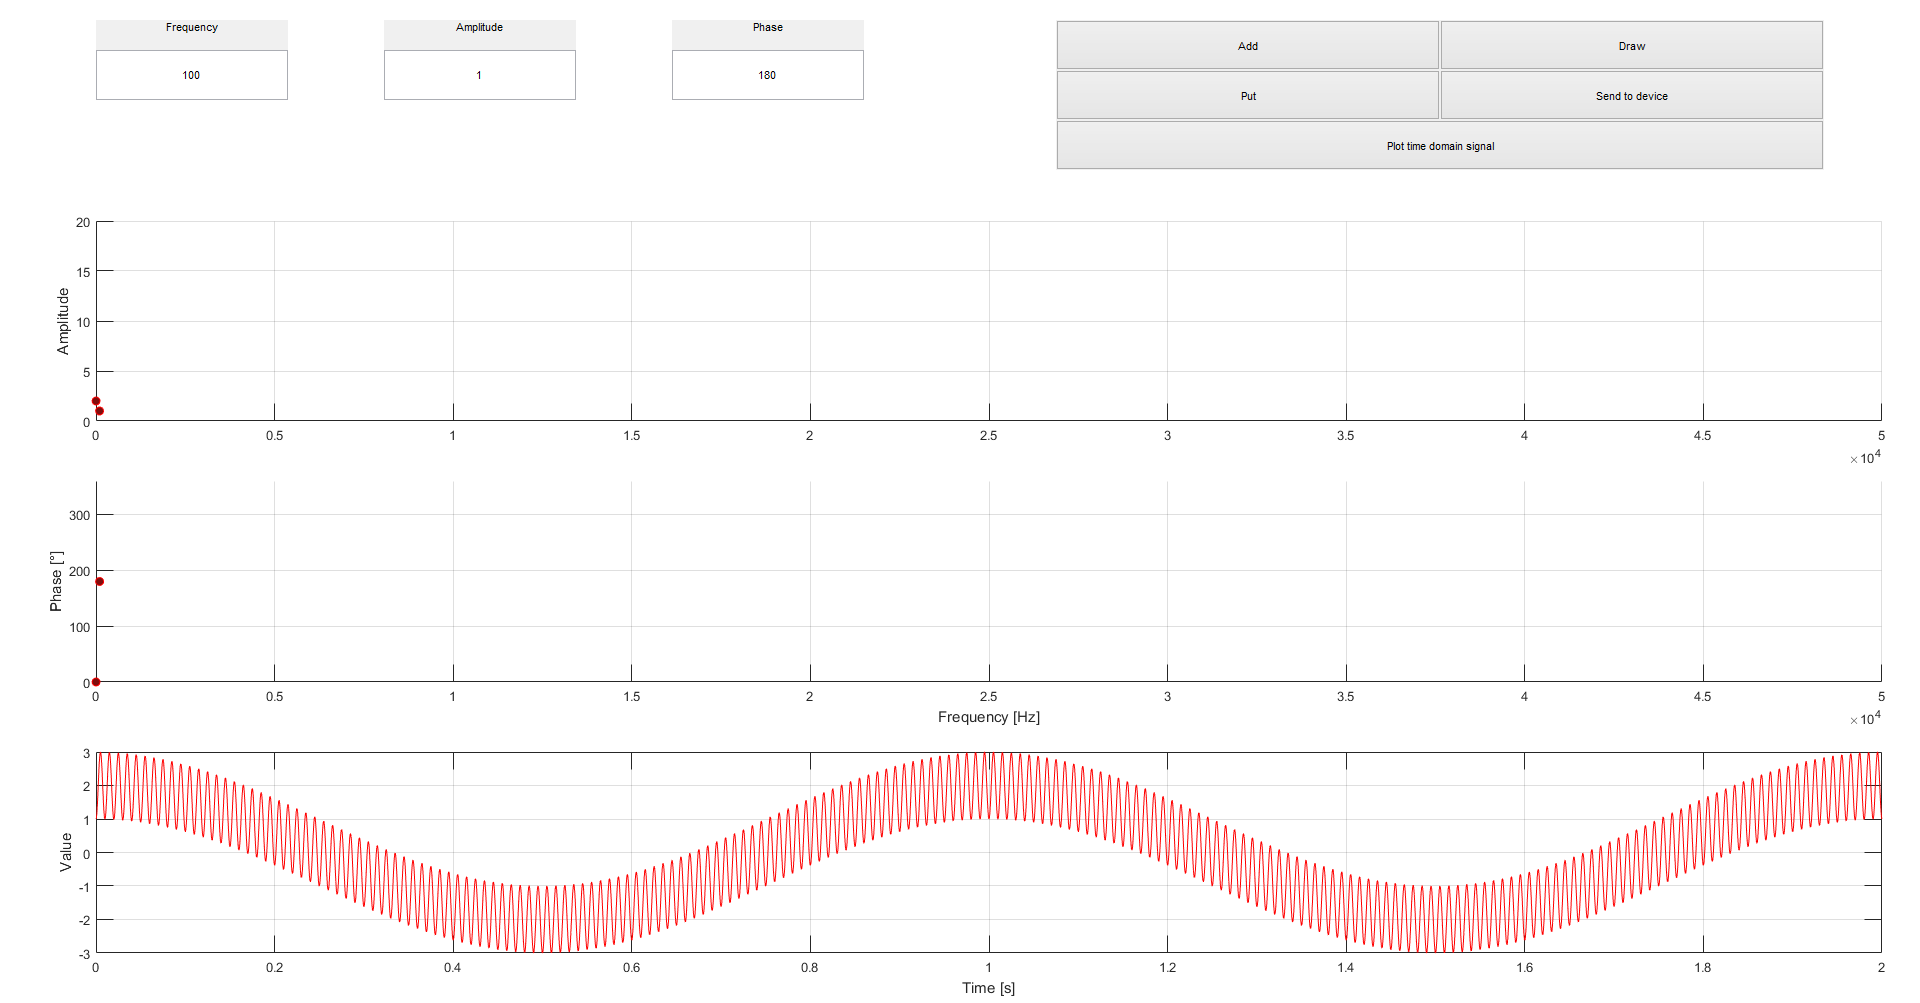 Frequency
Amplitude
Phase
100
1
180
Add
Draw
Put
Send to device
Plot time domain signal
20
15
10
5
0
Amplitude
0 0.5 1 1.5 2 2.5 3 3.5 4 4.5 5
×10^4
300
200
100
0
Phase [°]
0 0.5 1 1.5 2 2.5 3 3.5 4 4.5 5
Frequency [Hz]
×10^4
3
2
1
0
-1
-2
-3
Value
0 0.2 0.4 0.6 0.8 1 1.2 1.4 1.6 1.8 2
Time [s]